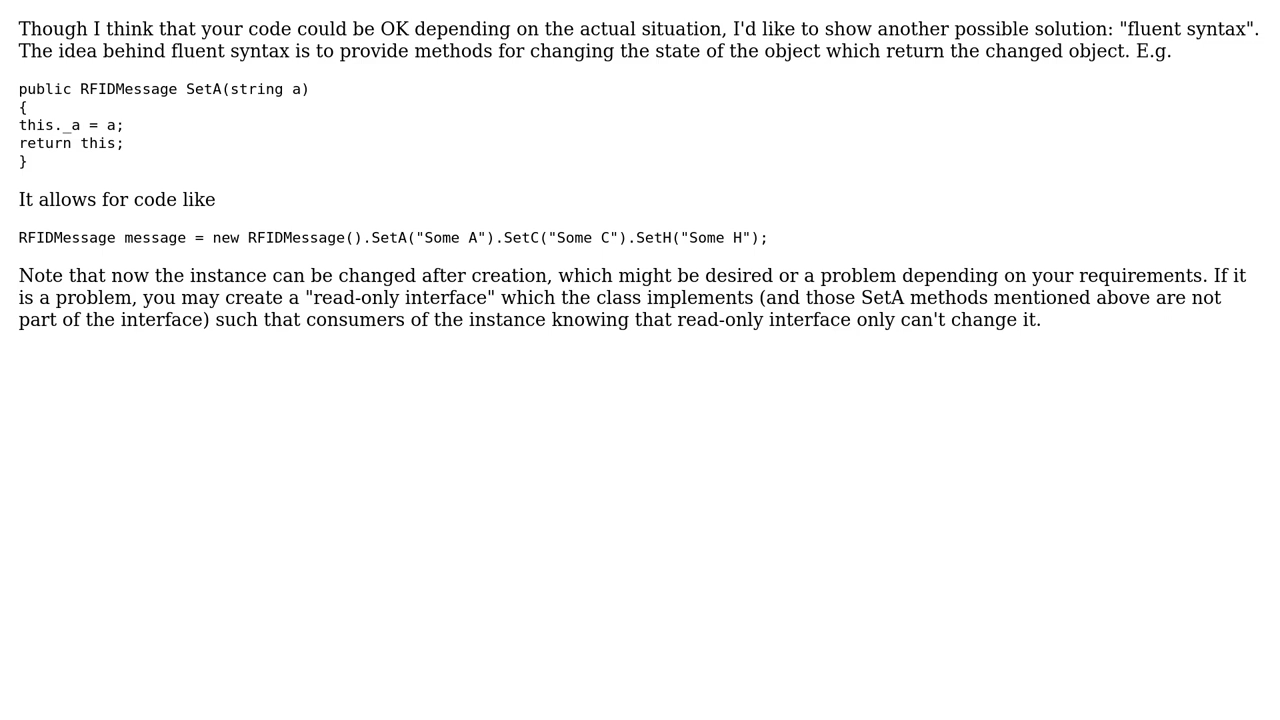 Though I think that your code could be OK depending on the actual situation, I'd like to show another possible solution: "fluent syntax".
The idea behind fluent syntax is to provide methods for changing the state of the object which return the changed object. E.g.
public RFIDMessage SetA(string a)
{
this._a = a;
return this;
}
It allows for code like
RFIDMessage message = new RFIDMessage().SetA("Some A").SetC("Some C").SetH("Some H");
Note that now the instance can be changed after creation, which might be desired or a problem depending on your requirements. If it
is a problem, you may create a "read-only interface" which the class implements (and those SetA methods mentioned above are not
part of the interface) such that consumers of the instance knowing that read-only interface only can't change it.